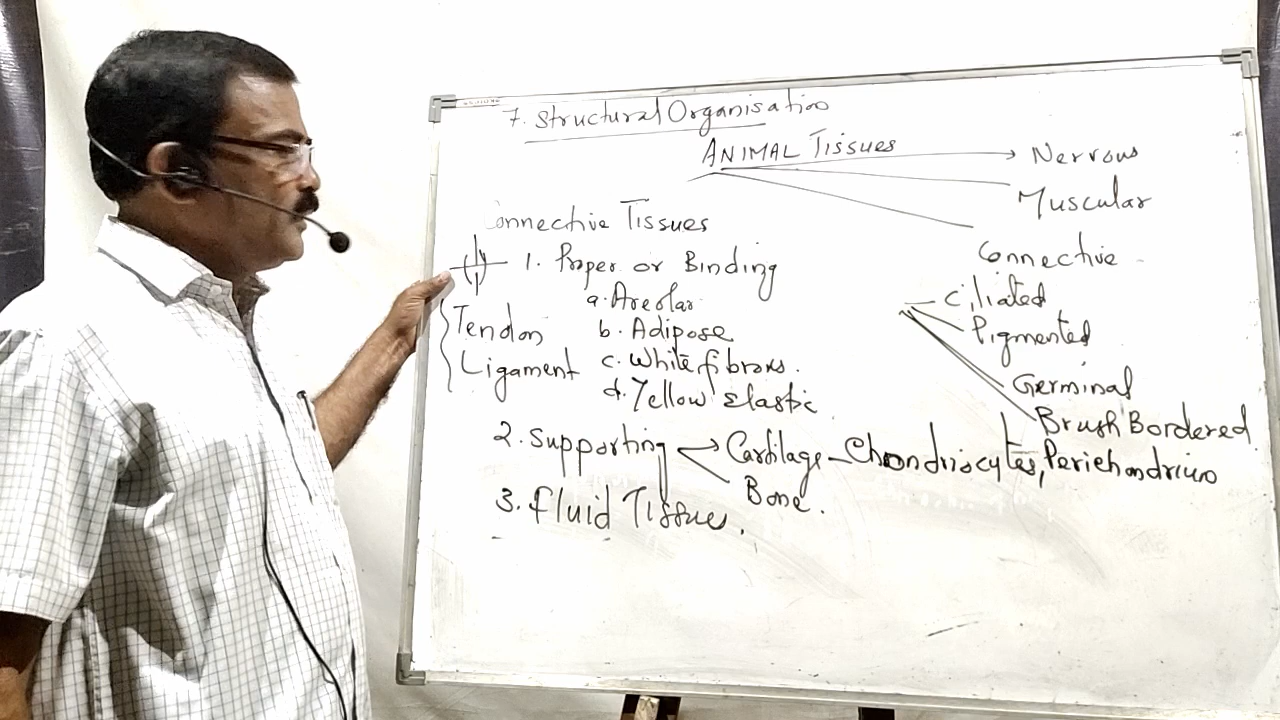 7. Structural Organisation
ANIMAL Tissues
Nervous
Muscular
Connective
Connective Tissues
1. Proper or Binding
a. Areolar
b. Adipose
c. White fibrous.
d. Yellow Elastic
Tendon
Ligament
Ciliated
Pigmented
Germinal
Brush Bordered
2. Supporting
Cartilage - Chondriocytes, Perichondrium
Bone.
3. Fluid Tissues.